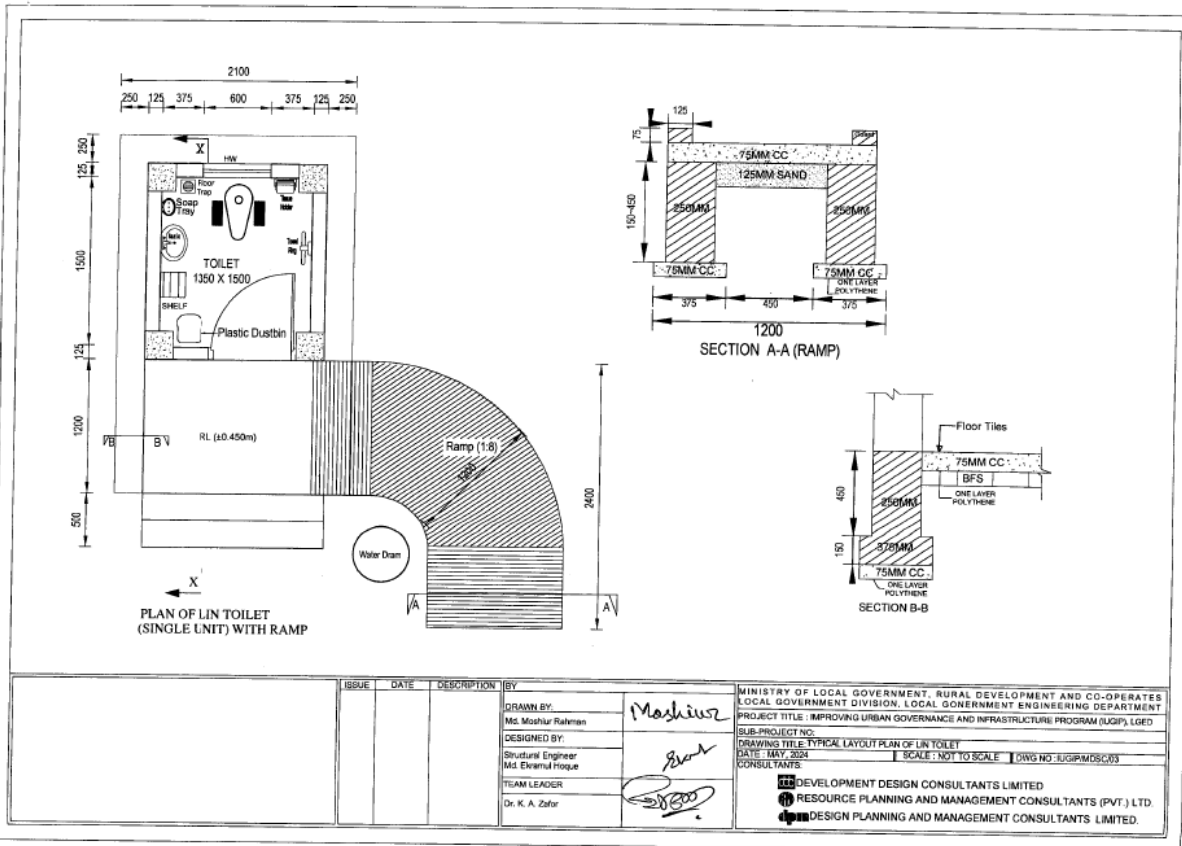 2100
250 125 375 600 375 125 250
250
125
1500
125
1200
500
X
HW
Floor
Trap
Soap
Tray
TOILET
1350 X 1500
SHELF
Plastic Dustbin
RL (±0.450m)
B B
Ramp (1:8)
1200
2400
Water Dram
A A
X
PLAN OF LIN TOILET
(SINGLE UNIT) WITH RAMP
125
75
75MM CC
125MM SAND
150-450
250MM 250MM
75MM CC 75MM CC
ONE LAYER
POLYTHENE
375 450 375
1200
SECTION A-A (RAMP)
Floor Tiles
75MM CC
BFS
ONE LAYER
POLYTHENE
450
250MM
150
375MM
75MM CC
ONE LAYER
POLYTHENE
SECTION B-B
ISSUE DATE DESCRIPTION BY
DRAWN BY:
Md. Moshiur Rahman
Moshiur
DESIGNED BY:
Structural Engineer
Md. Ekramul Hoque
TEAM LEADER
Dr. K. A. Zafor
MINISTRY OF LOCAL GOVERNMENT, RURAL DEVELOPMENT AND CO-OPERATES
LOCAL GOVERNMENT DIVISION, LOCAL GONERNMENT ENGINEERING DEPARTMENT
PROJECT TITLE : IMPROVING URBAN GOVERNANCE AND INFRASTRUCTURE PROGRAM (IUGIP), LGED
SUB-PROJECT NO:
DRAWING TITLE: TYPICAL LAYOUT PLAN OF LIN TOILET
DATE : MAY, 2024 SCALE : NOT TO SCALE DWG NO :IUGIP/MDSC/03
CONSULTANTS:
DEVELOPMENT DESIGN CONSULTANTS LIMITED
RESOURCE PLANNING AND MANAGEMENT CONSULTANTS (PVT.) LTD.
dpm DESIGN PLANNING AND MANAGEMENT CONSULTANTS LIMITED.